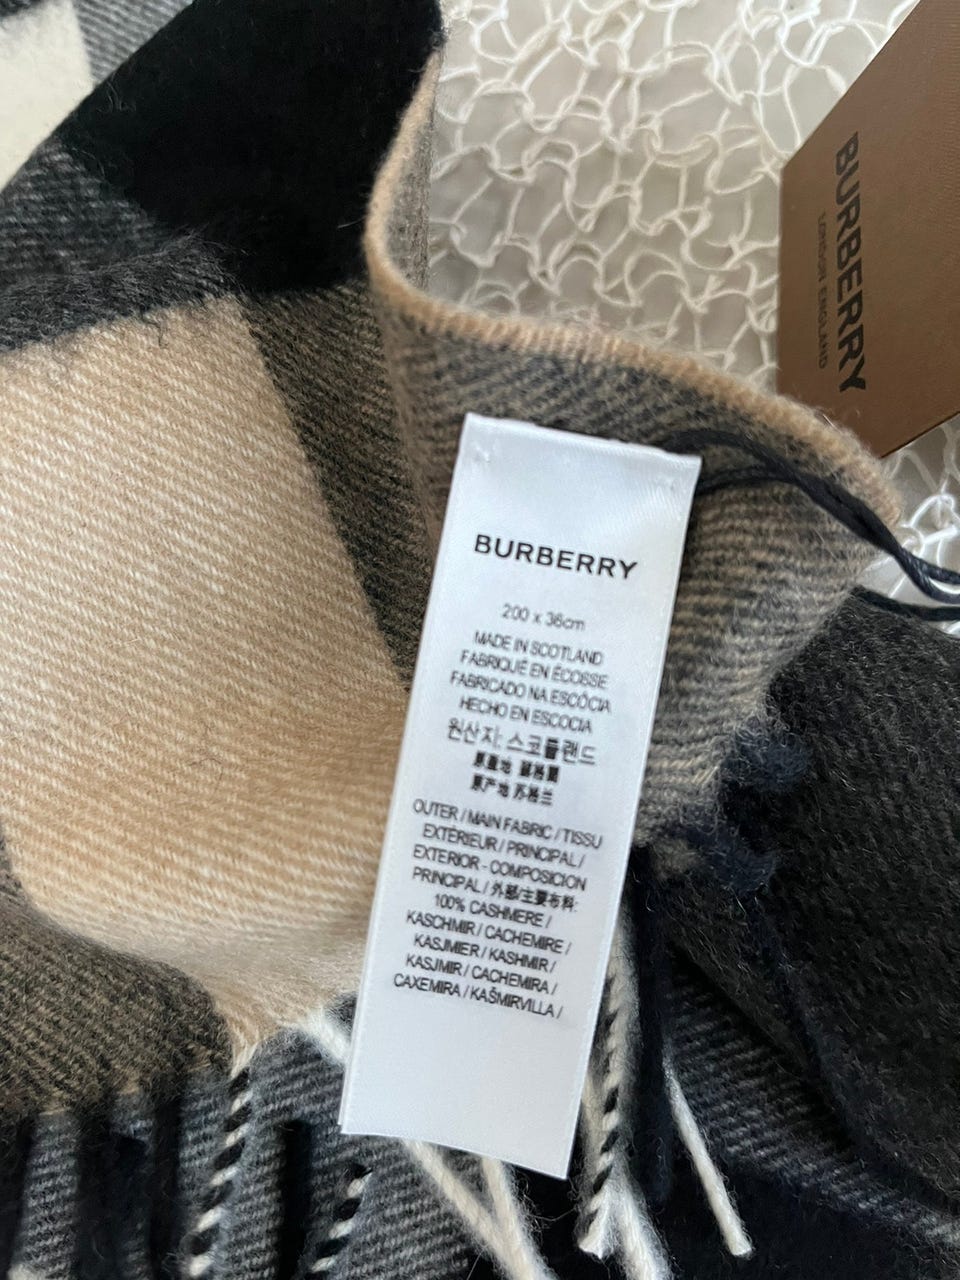 BURBERRY
LONDON ENGLAND
BURBERRY
200 x 36cm
MADE IN SCOTLAND
FABRIQUÉ EN ÉCOSSE
FABRICADO NA ESCÓCIA
HECHO EN ESCOCIA
원산지: 스코틀랜드
原產地 蘇格蘭
原产地 苏格兰
OUTER / MAIN FABRIC / TISSU
EXTÉRIEUR / PRINCIPAL /
EXTERIOR - COMPOSICION
PRINCIPAL / 外部/主要布料:
100% CASHMERE /
KASCHMIR / CACHEMIRE /
KASJMIER / KASHMIR /
KASJMIR / CACHEMIRA /
CAXEMIRA / KAŠMIRVILLA /